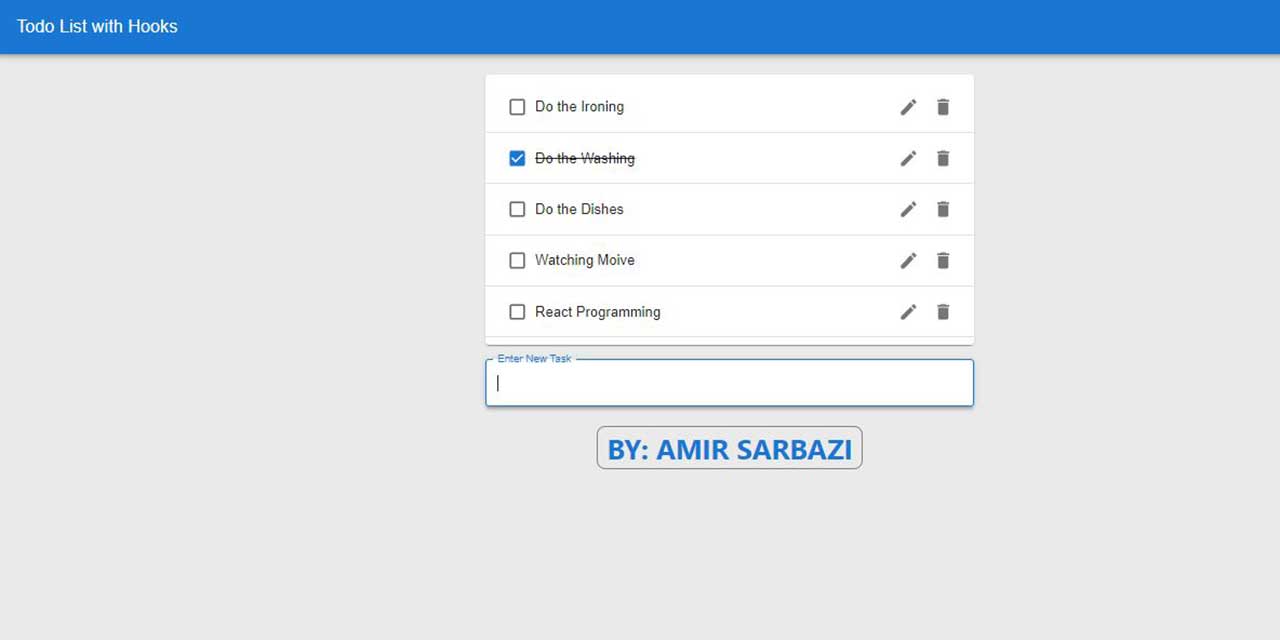 Todo List with Hooks
Do the Ironing
Do the Washing
Do the Dishes
Watching Moive
React Programming
Enter New Task
BY: AMIR SARBAZI